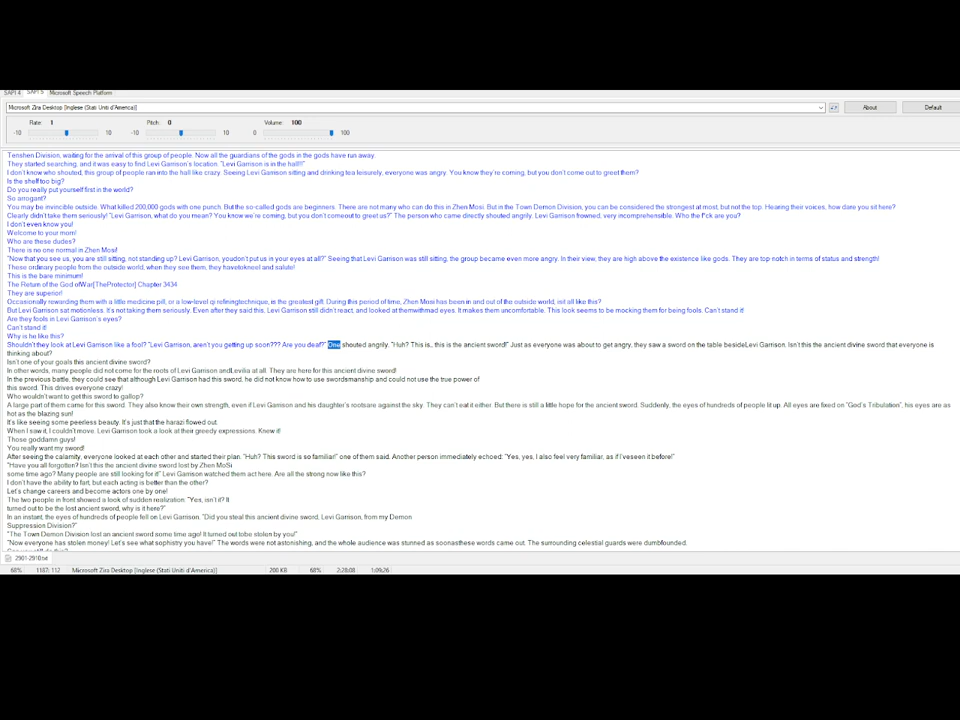 SAPI 4 SAPI 5 Microsoft Speech Platform
Microsoft Zira Desktop [Inglese (Stati Uniti d'America)] About Default
Rate: 1 Pitch: 0 Volume: 100
-10 10 -10 10 0 100
Tenshen Division, waiting for the arrival of this group of people. Now all the guardians of the gods in the gods have run away.
They started searching, and it was easy to find Levi Garrison's location. "Levi Garrison is in the hall!!!"
I don't know who shouted, this group of people ran into the hall like crazy. Seeing Levi Garrison sitting and drinking tea leisurely, everyone was angry. You know they're coming, but you don't come out to greet them?
Is the shelf too big?
Do you really put yourself first in the world?
So arrogant?
You may be invincible outside. What killed 200,000 gods with one punch. But the so-called gods are beginners. There are not many who can do this in Zhen Mosi. But in the Town Demon Division, you can be considered the strongest at most, but not the top. Hearing their voices, how dare you sit here?
Clearly didn't take them seriously! "Levi Garrison, what do you mean? You know we're coming, but you don't comeout to greet us?" The person who came directly shouted angrily. Levi Garrison frowned, very incomprehensible. Who the f*ck are you?
I don't even know you!
Welcome to your mom!
Who are these dudes?
There is no one normal in Zhen Mosi!
"Now that you see us, you are still sitting, not standing up? Levi Garrison, youdon't put us in your eyes at all?" Seeing that Levi Garrison was still sitting, the group became even more angry. In their view, they are high above the existence like gods. They are top notch in terms of status and strength!
These ordinary people from the outside world, when they see them, they havetokneel and salute!
This is the bare minimum!
The Return of the God ofWar[TheProtector] Chapter 3434
They are superior!
Occasionally rewarding them with a little medicine pill, or a low-level qi refiningtechnique, is the greatest gift. During this period of time, Zhen Mosi has been in and out of the outside world, isit all like this?
But Levi Garrison sat motionless. It's not taking them seriously. Even after they said this, Levi Garrison still didn't react, and looked at themwithmad eyes. It makes them uncomfortable. This look seems to be mocking them for being fools. Can't stand it!
Are they fools in Levi Garrison's eyes?
Can't stand it!
Why is he like this?
Shouldn't they look at Levi Garrison like a fool? "Levi Garrison, aren't you getting up soon??? Are you deaf?" One shouted angrily. "Huh? This is.. this is the ancient sword!" Just as everyone was about to get angry, they saw a sword on the table besideLevi Garrison. Isn't this the ancient divine sword that everyone is
thinking about?
Isn't one of your goals this ancient divine sword?
In other words, many people did not come for the roots of Levi Garrison andLevilia at all. They are here for this ancient divine sword!
In the previous battle, they could see that although Levi Garrison had this sword, he did not know how to use swordsmanship and could not use the true power of
this sword. This drives everyone crazy!
Who wouldn't want to get this sword to gallop?
A large part of them came for this sword. They also know their own strength, even if Levi Garrison and his daughter's rootsare against the sky. They can't eat it either. But there is still a little hope for the ancient sword. Suddenly, the eyes of hundreds of people lit up. All eyes are fixed on "God's Tribulation", his eyes are as
hot as the blazing sun!
It's like seeing some peerless beauty. It's just that the harazi flowed out.
When I saw it, I couldn't move. Levi Garrison took a look at their greedy expressions. Knew it!
Those goddamn guys!
You really want my sword!
After seeing the calamity, everyone looked at each other and started their plan. "Huh? This sword is so familiar!" one of them said. Another person immediately echoed: "Yes, yes, I also feel very familiar, as if I'veseen it before!"
"Have you all forgotten? Isn't this the ancient divine sword lost by Zhen MoSi
some time ago? Many people are still looking for it!" Levi Garrison watched them act here. Are all the strong now like this?
I don't have the ability to fart, but each acting is better than the other?
Let's change careers and become actors one by one!
The two people in front showed a look of sudden realization: "Yes, isn't it? It
turned out to be the lost ancient sword, why is it here?"
In an instant, the eyes of hundreds of people fell on Levi Garrison. "Did you steal this ancient divine sword, Levi Garrison, from my Demon
Suppression Division?"
"The Town Demon Division lost an ancient sword some time ago! It turned out tobe stolen by you!"
"Now everyone has stolen money! Let's see what sophistry you have!" The words were not astonishing, and the whole audience was stunned as soonasthese words came out. The surrounding celestial guards were dumbfounded.
2901-2910.txt
68% 1187: 112 Microsoft Zira Desktop [Inglese (Stati Uniti d'America)] 200 KB 68% 2:28:08 1:09:26